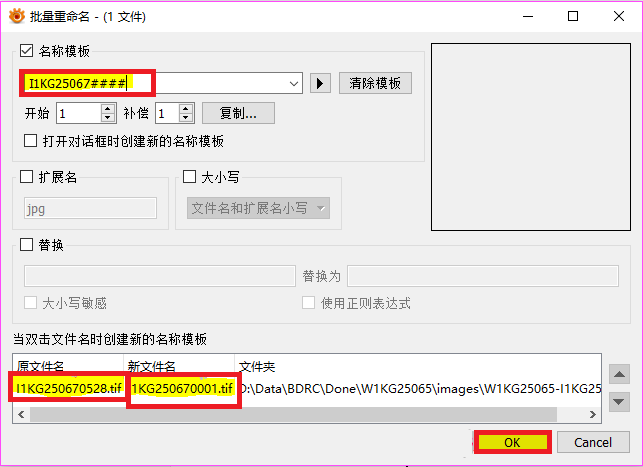 批量重命名 - (1 文件)
名称模板
I1KG25067####
清除模板
开始 1 补偿 1 复制...
打开对话框时创建新的名称模板
扩展名
大小写
jpg
文件名和扩展名小写
替换
替换为
大小写敏感
使用正则表达式
当双击文件名时创建新的名称模板
原文件名 新文件名 文件夹
I1KG250670528.tif 1KG250670001.tif D:\Data\BDRC\Done\W1KG25065\images\W1KG25065-I1KG25
OK Cancel